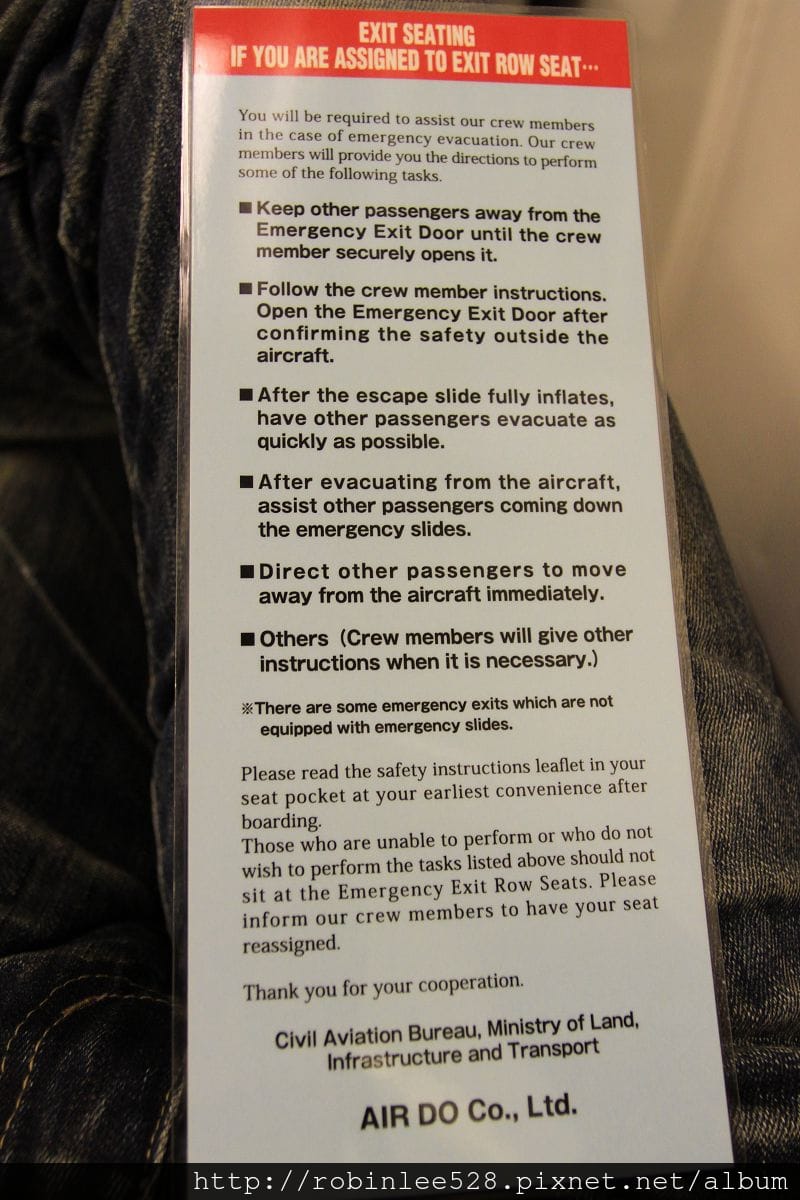 EXIT SEATING
IF YOU ARE ASSIGNED TO EXIT ROW SEAT…
You will be required to assist our crew members
in the case of emergency evacuation. Our crew
members will provide you the directions to perform
some of the following tasks.
■ Keep other passengers away from the
Emergency Exit Door until the crew
member securely opens it.
■ Follow the crew member instructions.
Open the Emergency Exit Door after
confirming the safety outside the
aircraft.
■ After the escape slide fully inflates,
have other passengers evacuate as
quickly as possible.
■ After evacuating from the aircraft,
assist other passengers coming down
the emergency slides.
■ Direct other passengers to move
away from the aircraft immediately.
■ Others (Crew members will give other
instructions when it is necessary.)
※There are some emergency exits which are not
equipped with emergency slides.
Please read the safety instructions leaflet in your
seat pocket at your earliest convenience after
boarding.
Those who are unable to perform or who do not
wish to perform the tasks listed above should not
sit at the Emergency Exit Row Seats. Please
inform our crew members to have your seat
reassigned.
Thank you for your cooperation.
Civil Aviation Bureau, Ministry of Land,
Infrastructure and Transport
AIR DO Co., Ltd.
http://robinlee528.pixnet.net/album